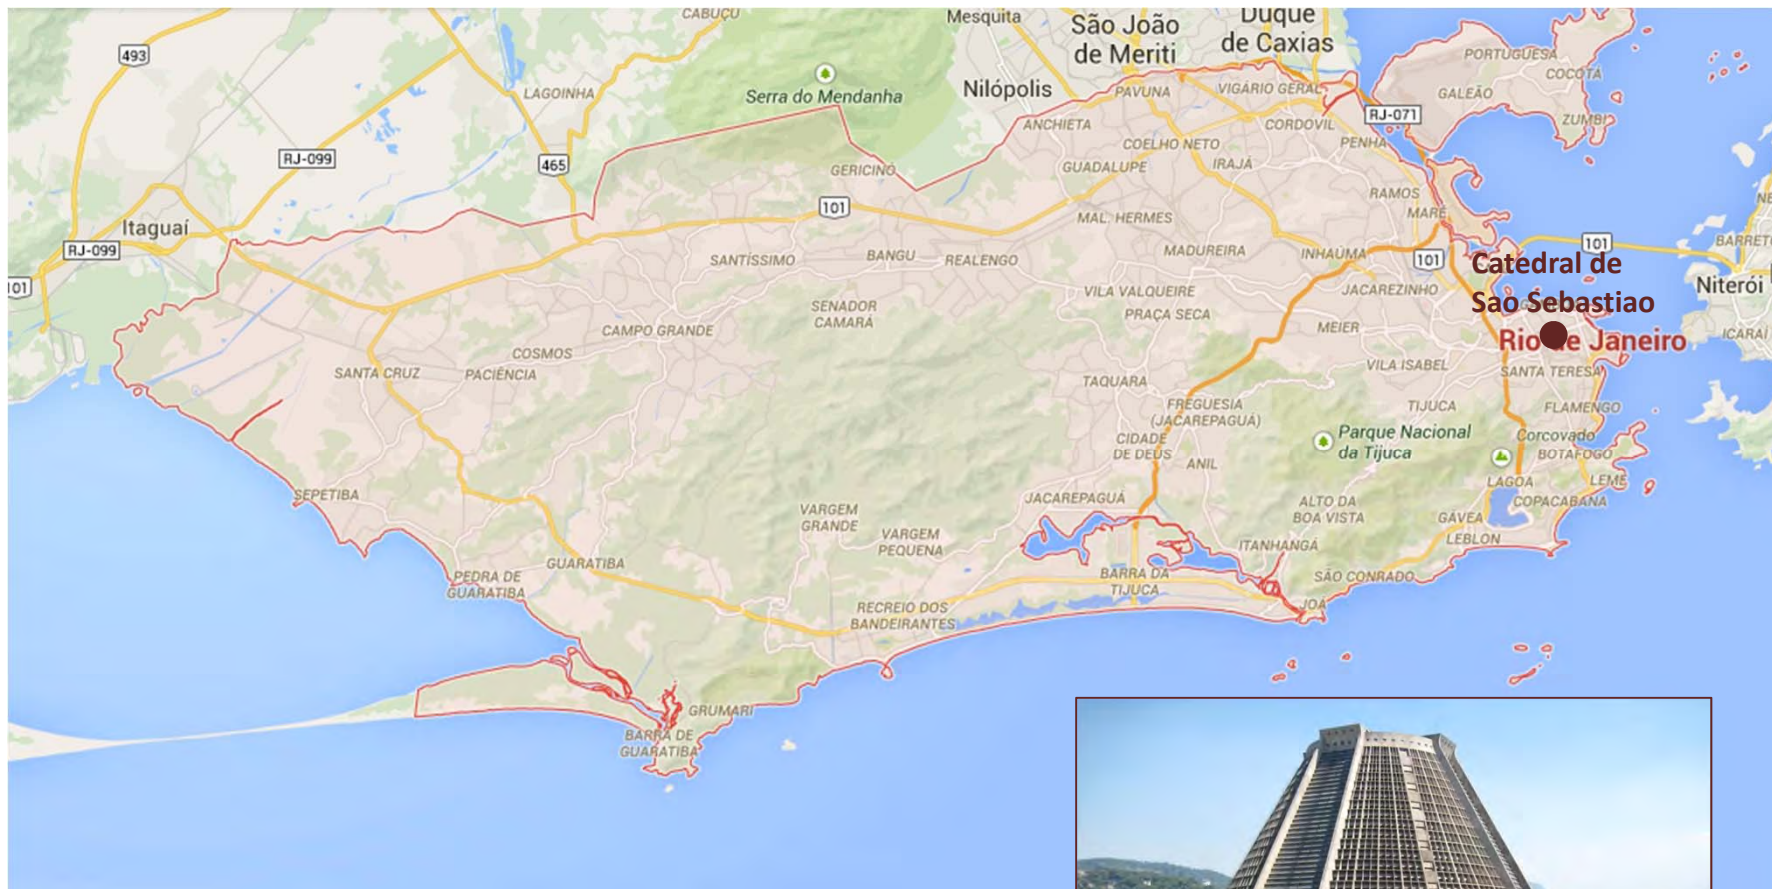 CABUÇU
Mesquita
São João
de Meriti
Duque
de Caxias
493
LAGOINHA
Serra do Mendanha
Nilópolis
PAVUNA
VIGÁRIO GERAL
PORTUGUESA
COCOTÁ
GALEÃO
ZUMBI
RJ-071
ANCHIETA
CORDOVIL
PENHA
COELHO NETO
IRAJÁ
GUADALUPE
RJ-099
465
GERICINÓ
RAMOS
MARÉ
101
MAL. HERMES
Itaguaí
RJ-099
SANTÍSSIMO
BANGU
REALENGO
MADUREIRA
INHAÚMA
101
101
BARRETO
101
Catedral de
Sao Sebastiao
Niterói
VILA VALQUEIRE
JACAREZINHO
SENADOR
CAMARÁ
PRAÇA SECA
CAMPO GRANDE
MEIER
Rio de Janeiro
ICARAÍ
COSMOS
SANTA CRUZ
PACIÊNCIA
VILA ISABEL
SANTA TERESA
TAQUARA
FREGUESIA
(JACAREPAGUÁ)
TIJUCA
FLAMENGO
CIDADE
DE DEUS
Parque Nacional
da Tijuca
Corcovado
BOTAFOGO
ANIL
LAGOA
LEME
SEPETIBA
JACAREPAGUÁ
ALTO DA
BOA VISTA
COPACABANA
VARGEM
GRANDE
VARGEM
PEQUENA
GÁVEA
LEBLON
ITANHANGÁ
GUARATIBA
PEDRA DE
GUARATIBA
BARRA DA
TIJUCA
SÃO CONRADO
RECREIO DOS
BANDEIRANTES
JOÁ
GRUMARI
BARRA DE
GUARATIBA